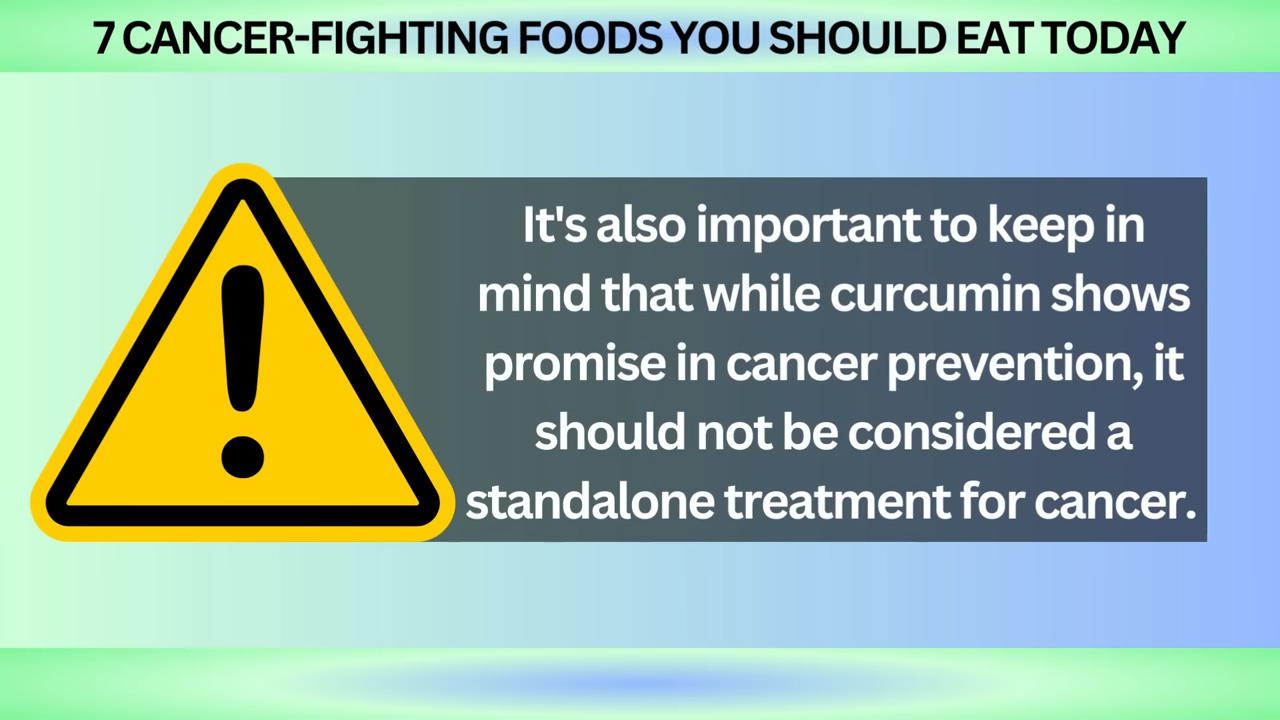 7 CANCER-FIGHTING FOODS YOU SHOULD EAT TODAY
It's also important to keep in
mind that while curcumin shows
promise in cancer prevention, it
should not be considered a
standalone treatment for cancer.